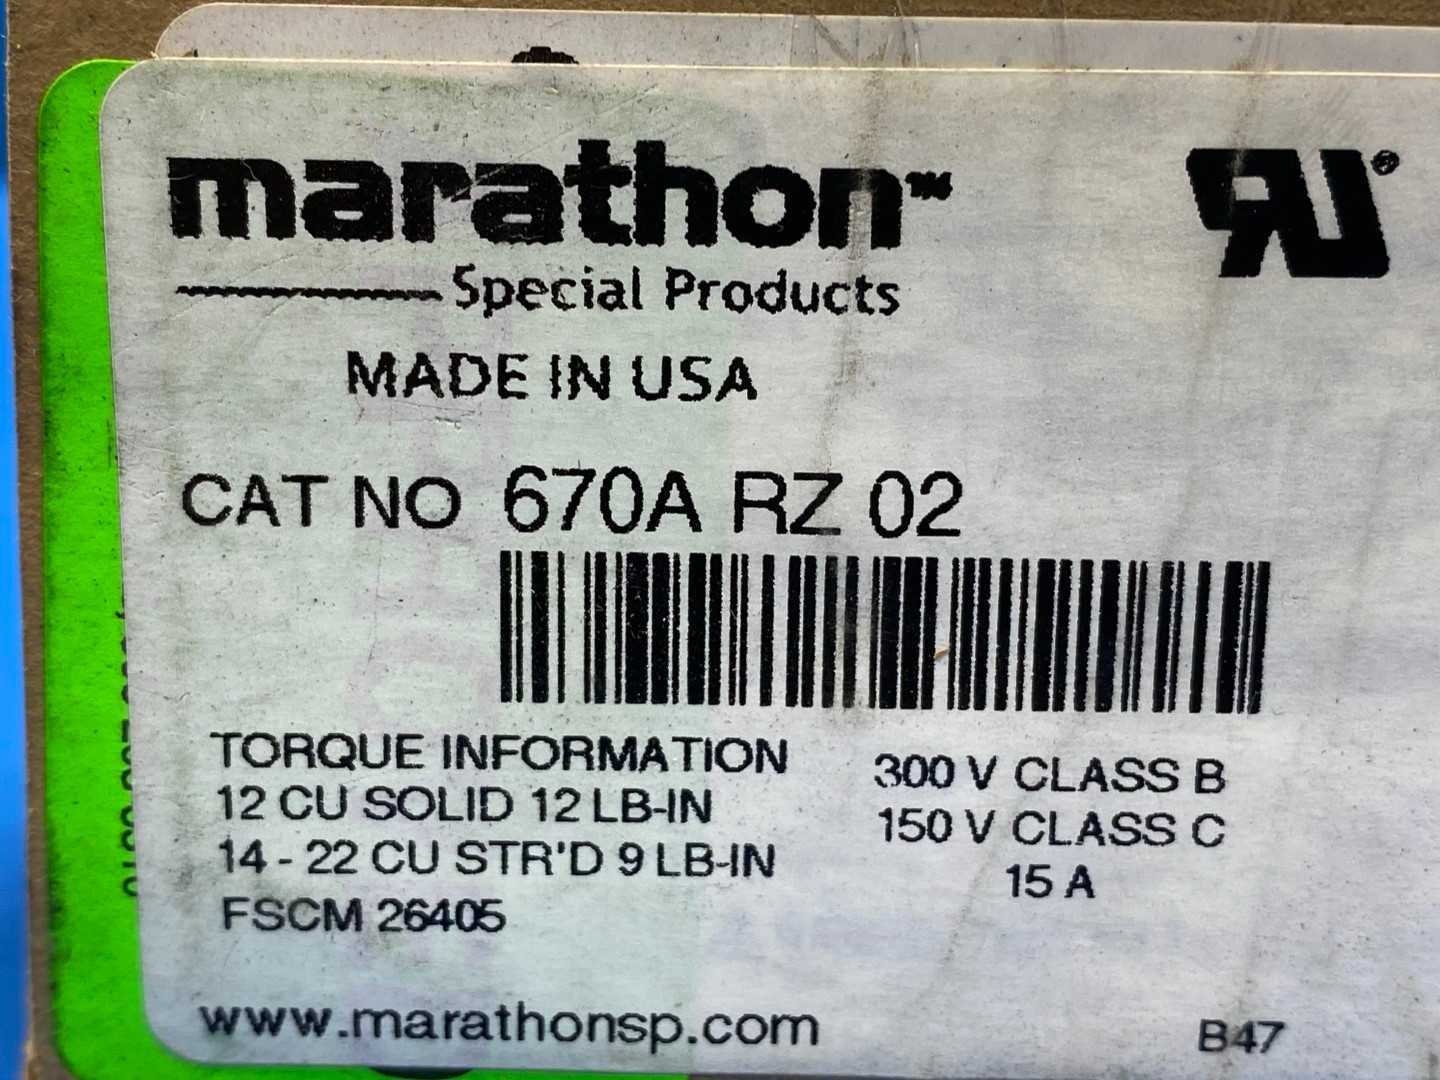 marathon™
Special Products
MADE IN USA
CAT NO 670A RZ 02
TORQUE INFORMATION
12 CU SOLID 12 LB-IN
14 - 22 CU STR'D 9 LB-IN
FSCM 26405
300 V CLASS B
150 V CLASS C
15 A
www.marathonsp.com
B47